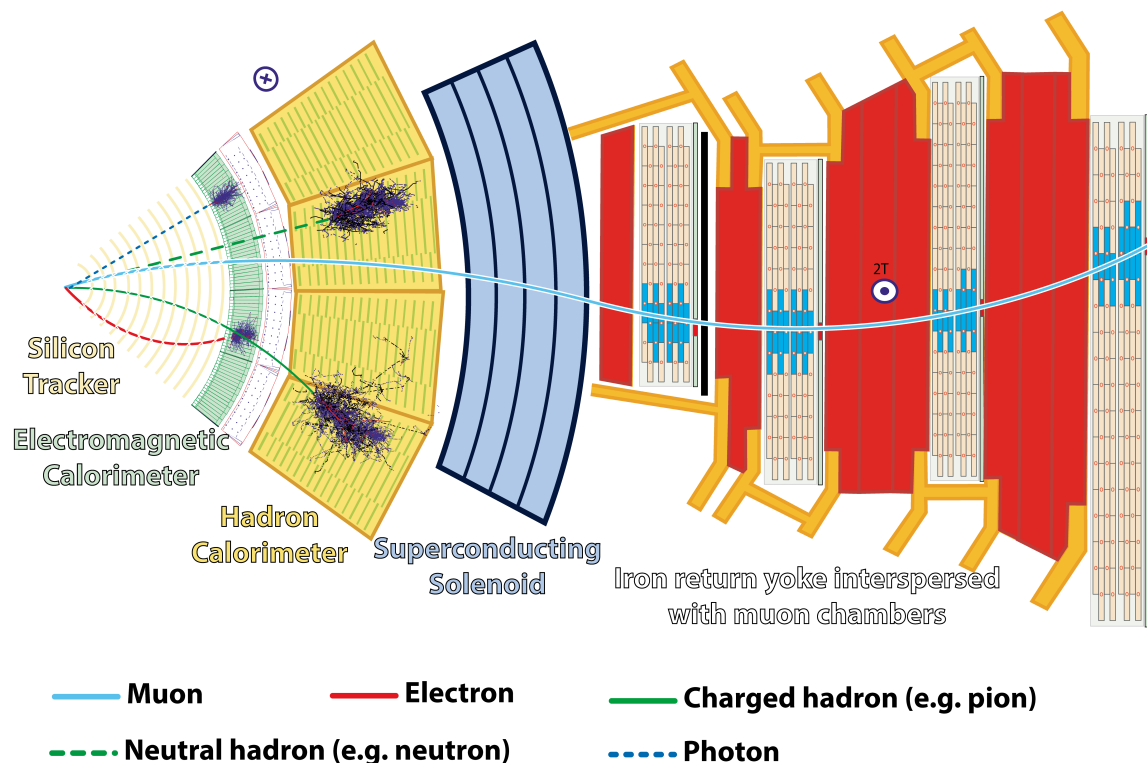 2T
Silicon
Tracker
Electromagnetic
Calorimeter
Hadron
Calorimeter
Superconducting
Solenoid
Iron return yoke interspersed
with muon chambers
Muon
Electron
Charged hadron (e.g. pion)
Neutral hadron (e.g. neutron)
Photon